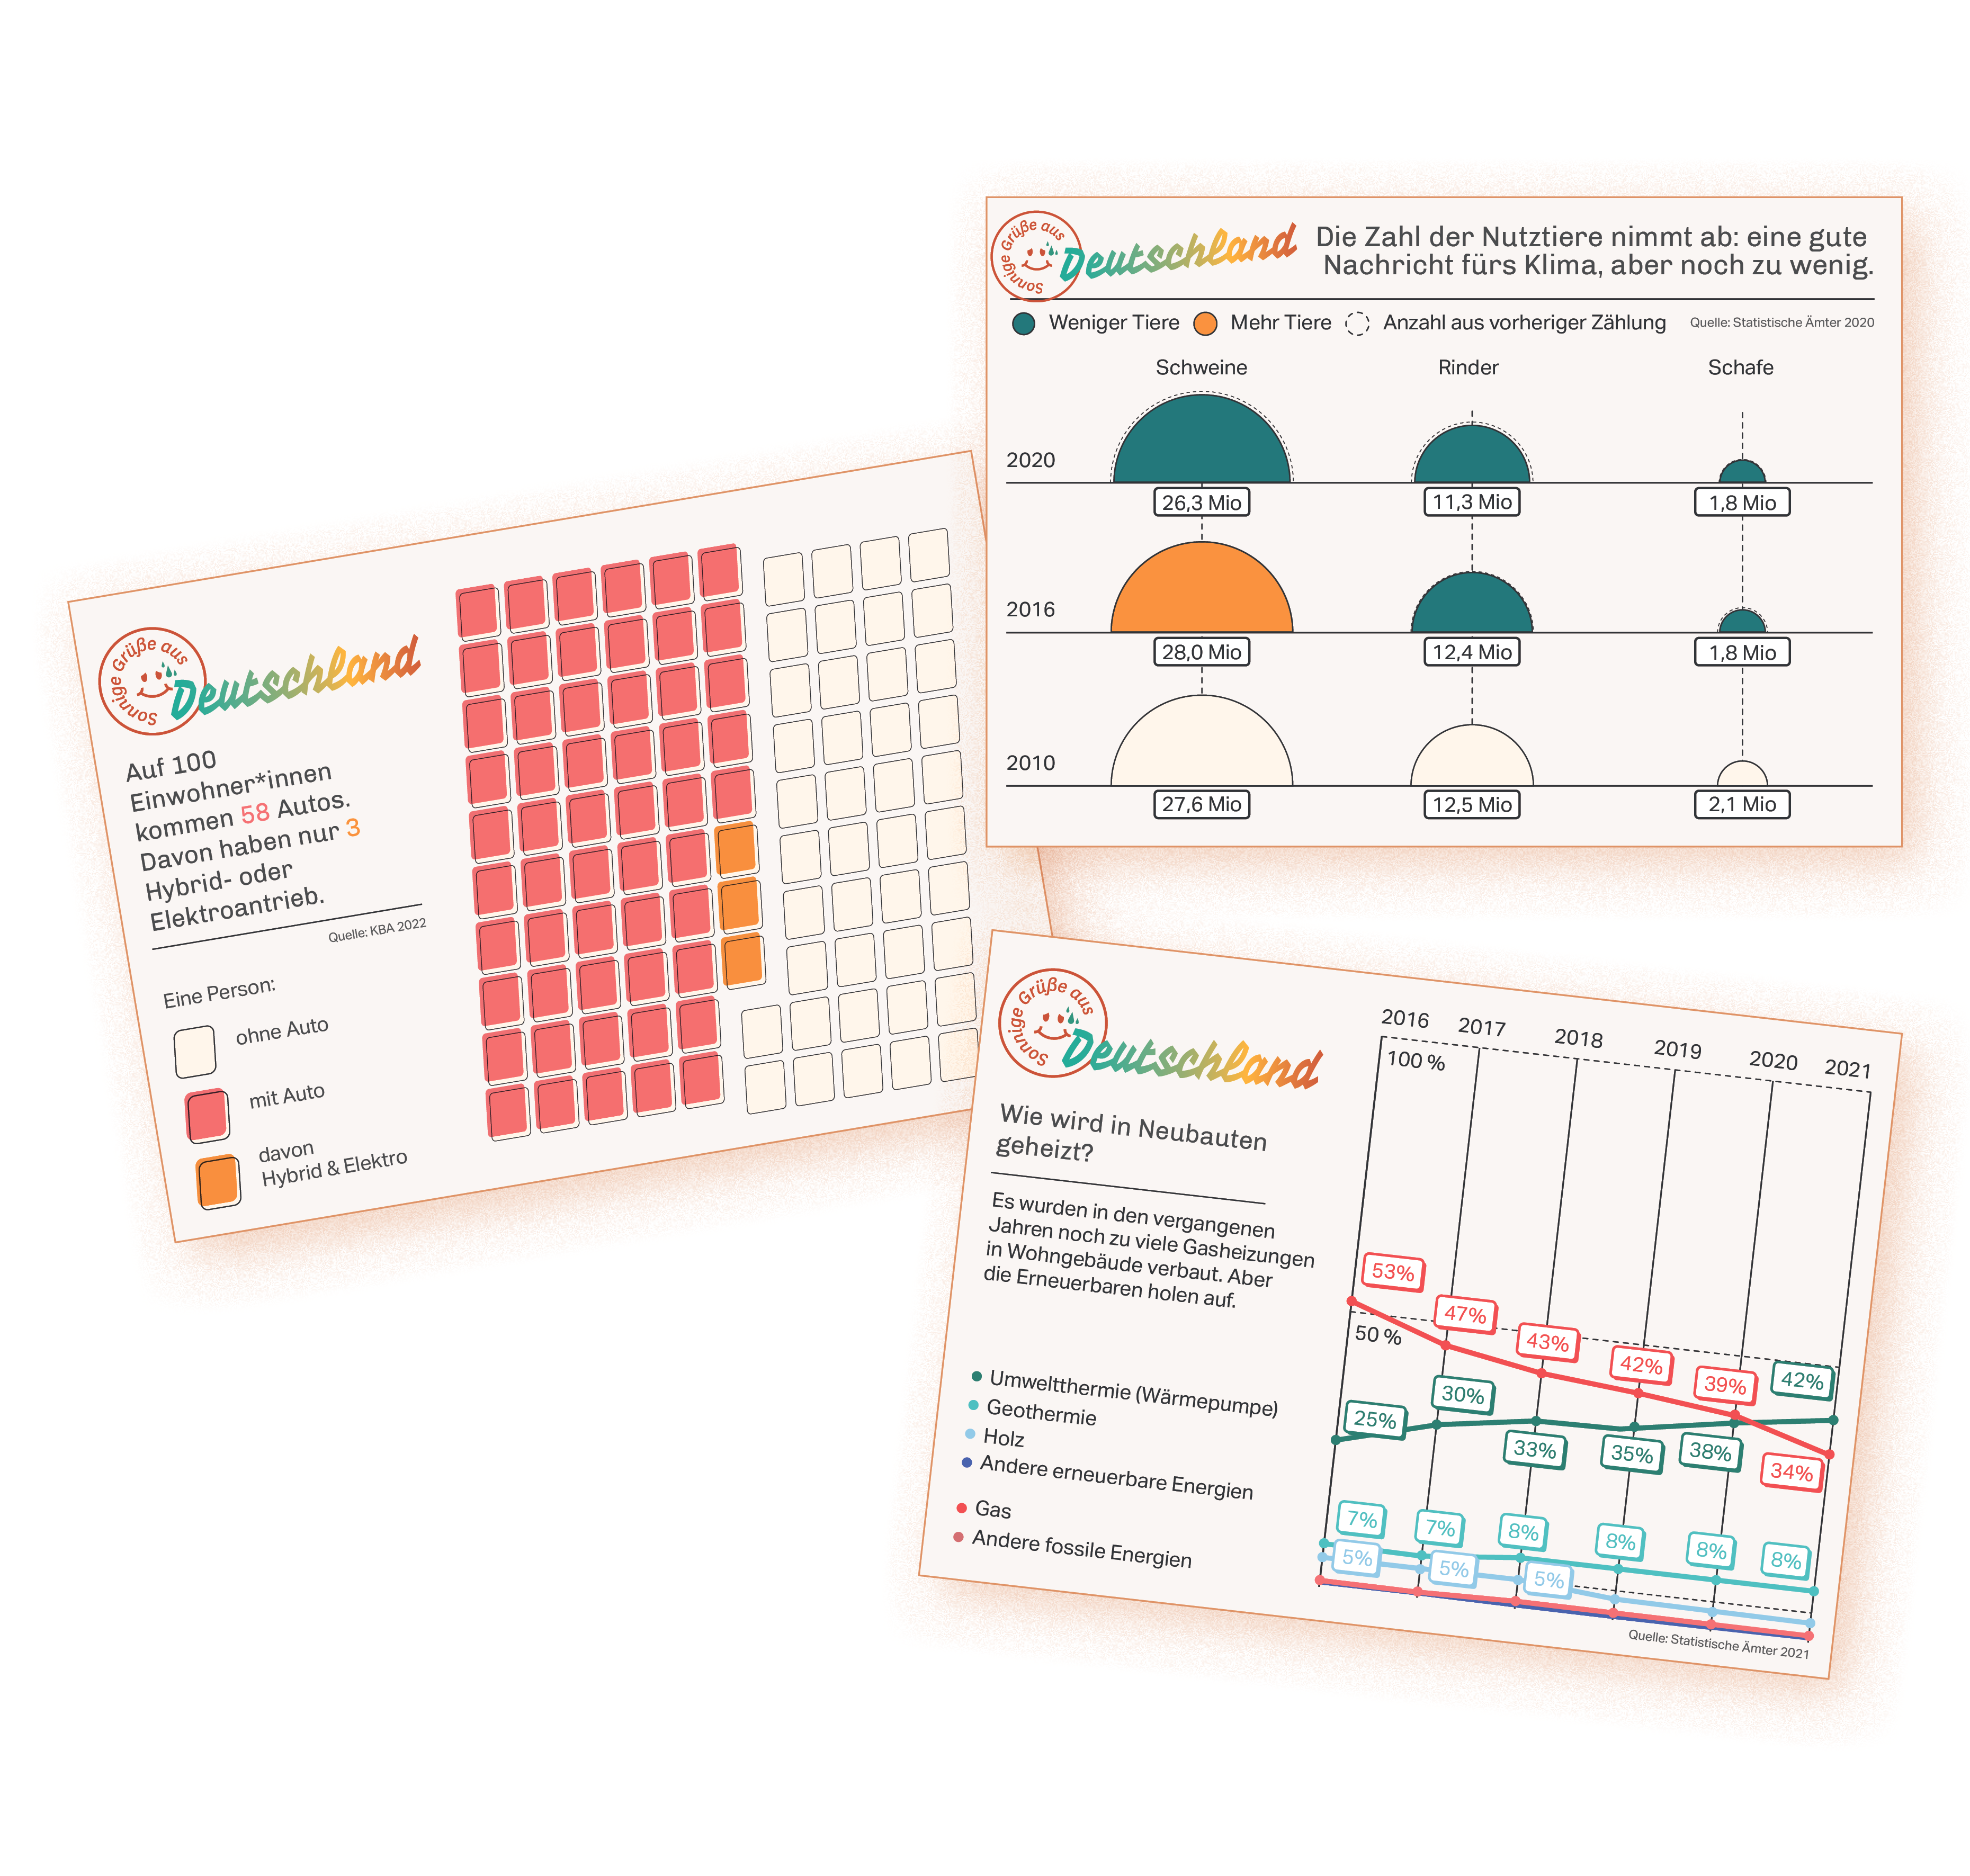 Sonnige Grüße aus
Deutschland
Auf 100
Einwohner*innen
kommen 58 Autos.
Davon haben nur 3
Hybrid- oder
Elektroantrieb.
Quelle: KBA 2022
Eine Person:
ohne Auto
mit Auto
davon
Hybrid & Elektro
Sonnige Grüße aus
Deutschland
Die Zahl der Nutztiere nimmt ab: eine gute
Nachricht fürs Klima, aber noch zu wenig.
Weniger Tiere Mehr Tiere Anzahl aus vorheriger Zählung Quelle: Statistische Ämter 2020
Schweine Rinder Schafe
2020
26,3 Mio 11,3 Mio 1,8 Mio
2016
28,0 Mio 12,4 Mio 1,8 Mio
2010
27,6 Mio 12,5 Mio 2,1 Mio
Sonnige Grüße aus
Deutschland
Wie wird in Neubauten
geheizt?
Es wurden in den vergangenen
Jahren noch zu viele Gasheizungen
in Wohngebäude verbaut. Aber
die Erneuerbaren holen auf.
Umweltthermie (Wärmepumpe)
Geothermie
Holz
Andere erneuerbare Energien
Gas
Andere fossile Energien
2016 2017 2018 2019 2020 2021
100 %
50 %
53% 47% 43% 42% 39% 34%
25% 30% 33% 35% 38% 42%
7% 7% 8% 8% 8% 8%
5% 5% 5%
Quelle: Statistische Ämter 2021